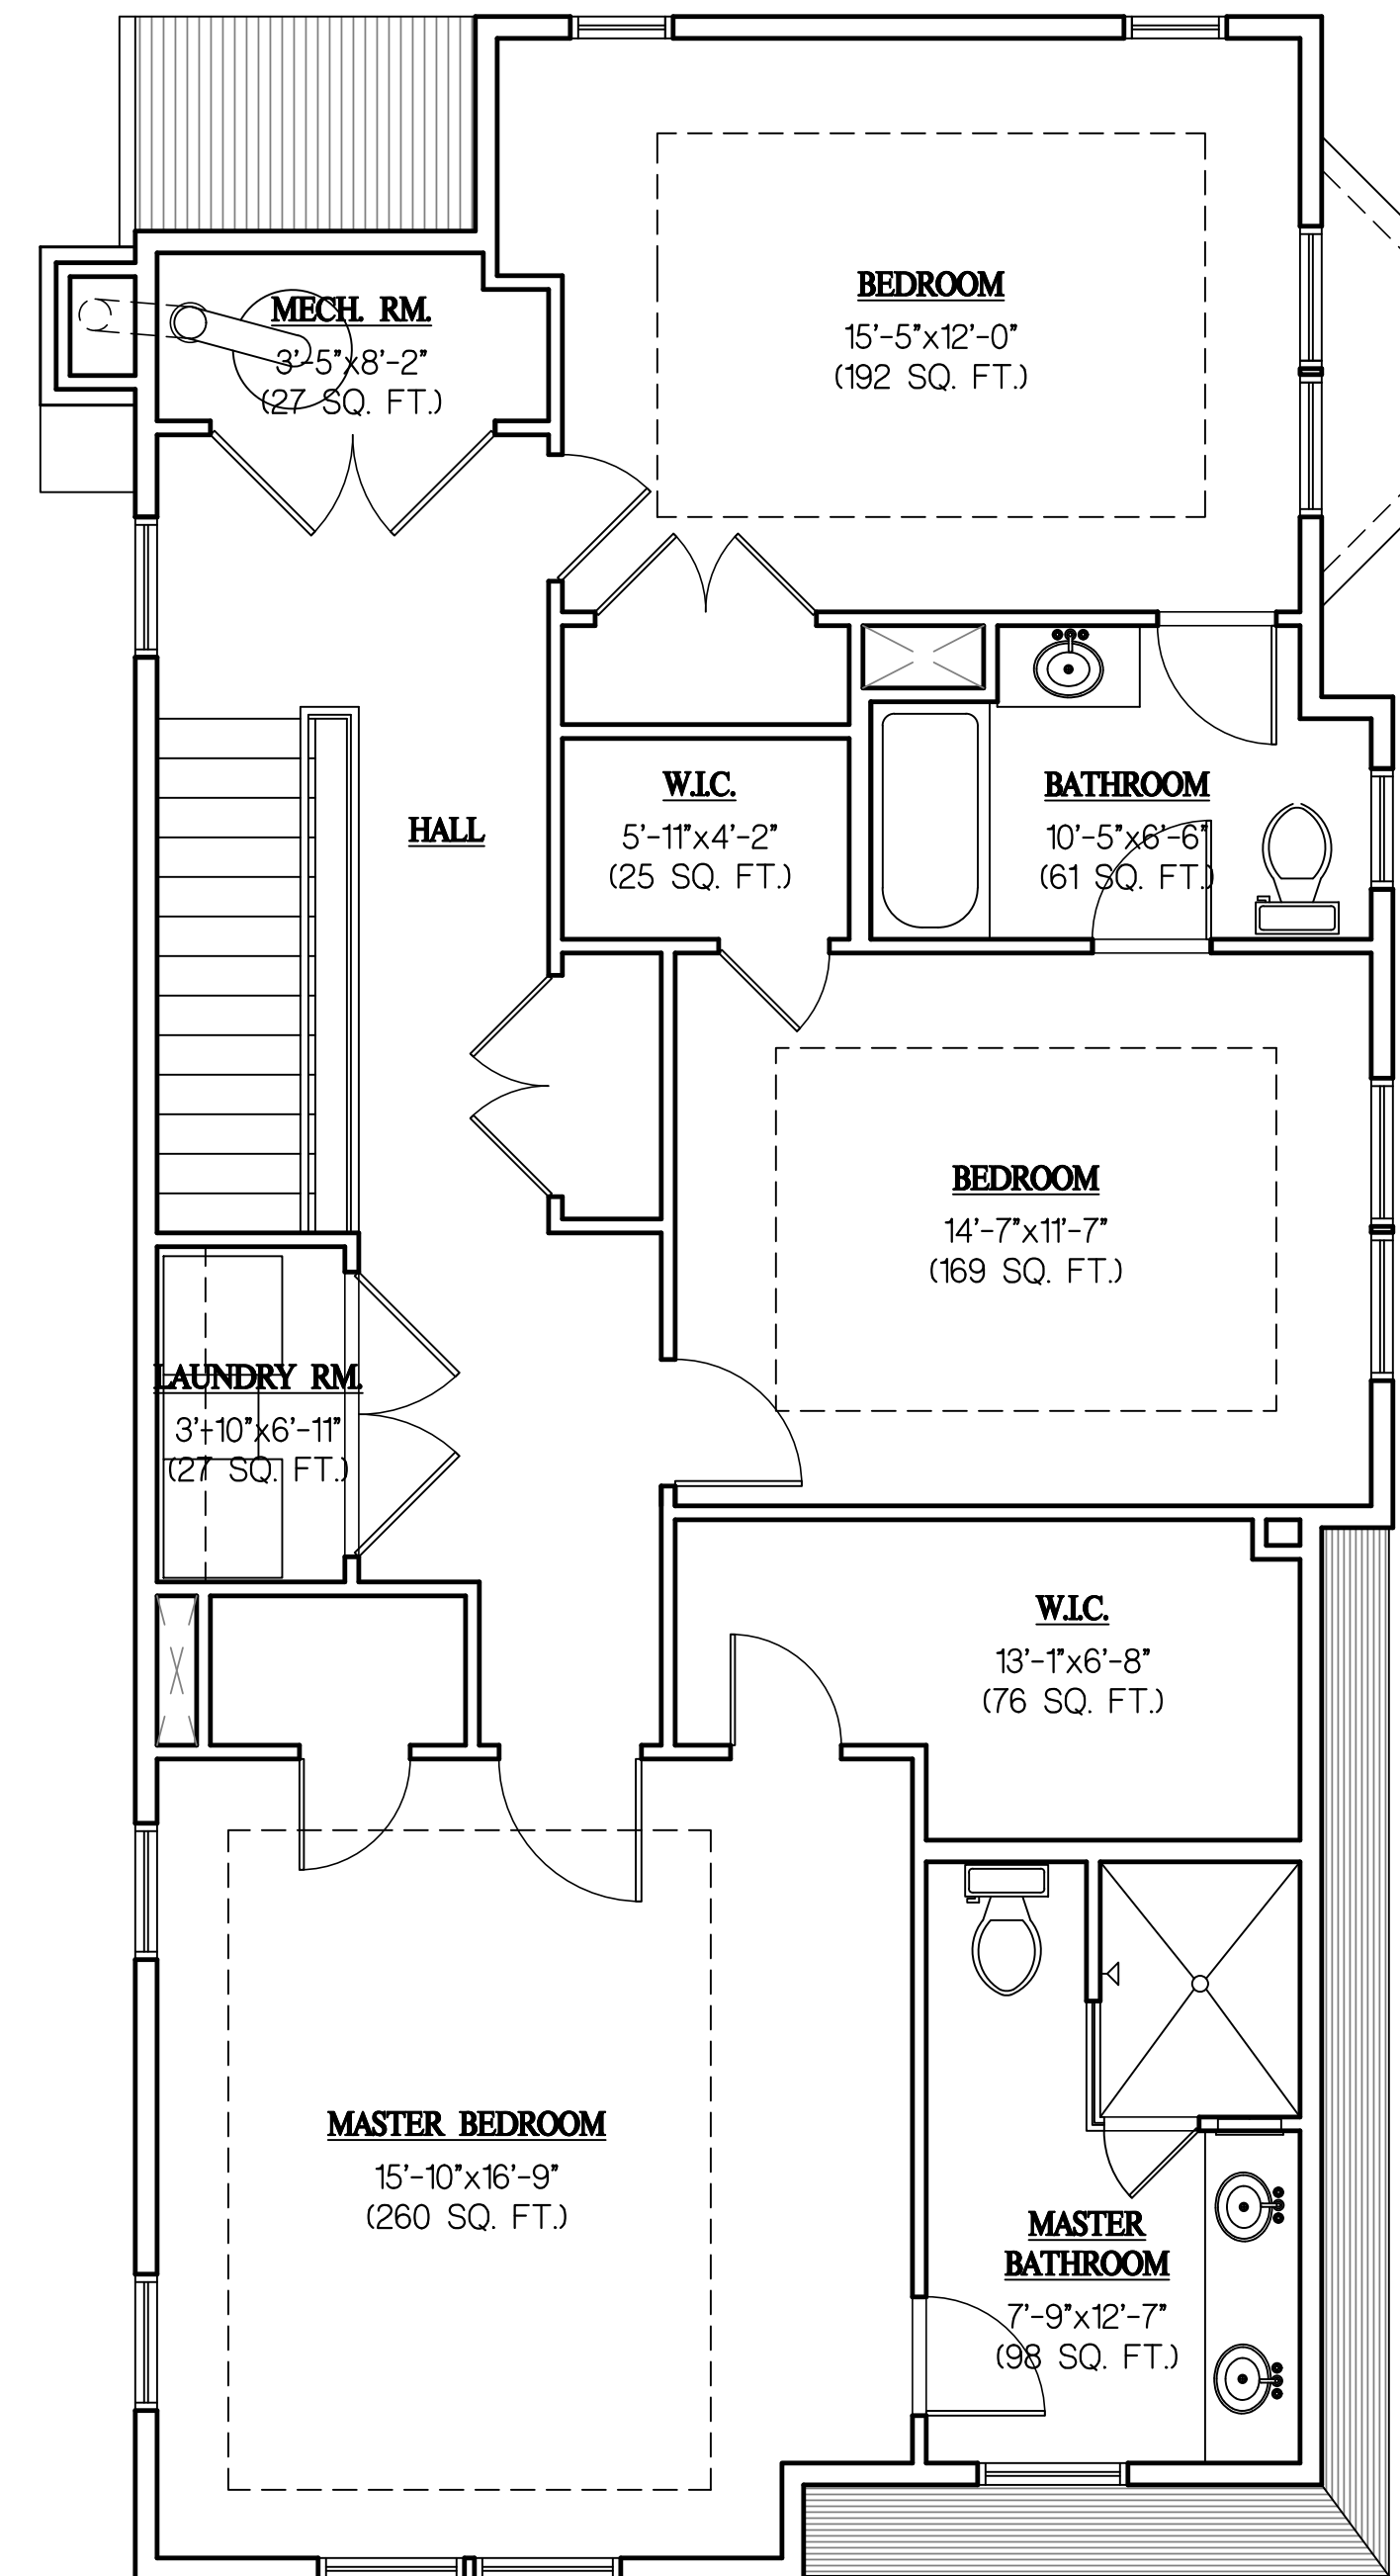 BEDROOM
15'-5"x12'-0"
(192 SQ. FT.)
MECH. RM.
3'-5"x8'-2"
(27 SQ. FT.)
W.I.C.
5'-11"x4'-2"
(25 SQ. FT.)
BATHROOM
10'-5"x6'-6"
(61 SQ. FT.)
HALL
BEDROOM
14'-7"x11'-7"
(169 SQ. FT.)
LAUNDRY RM.
3'-10"x6'-11"
(27 SQ. FT.)
W.I.C.
13'-1"x6'-8"
(76 SQ. FT.)
MASTER BEDROOM
15'-10"x16'-9"
(260 SQ. FT.)
MASTER
BATHROOM
7'-9"x12'-7"
(98 SQ. FT.)